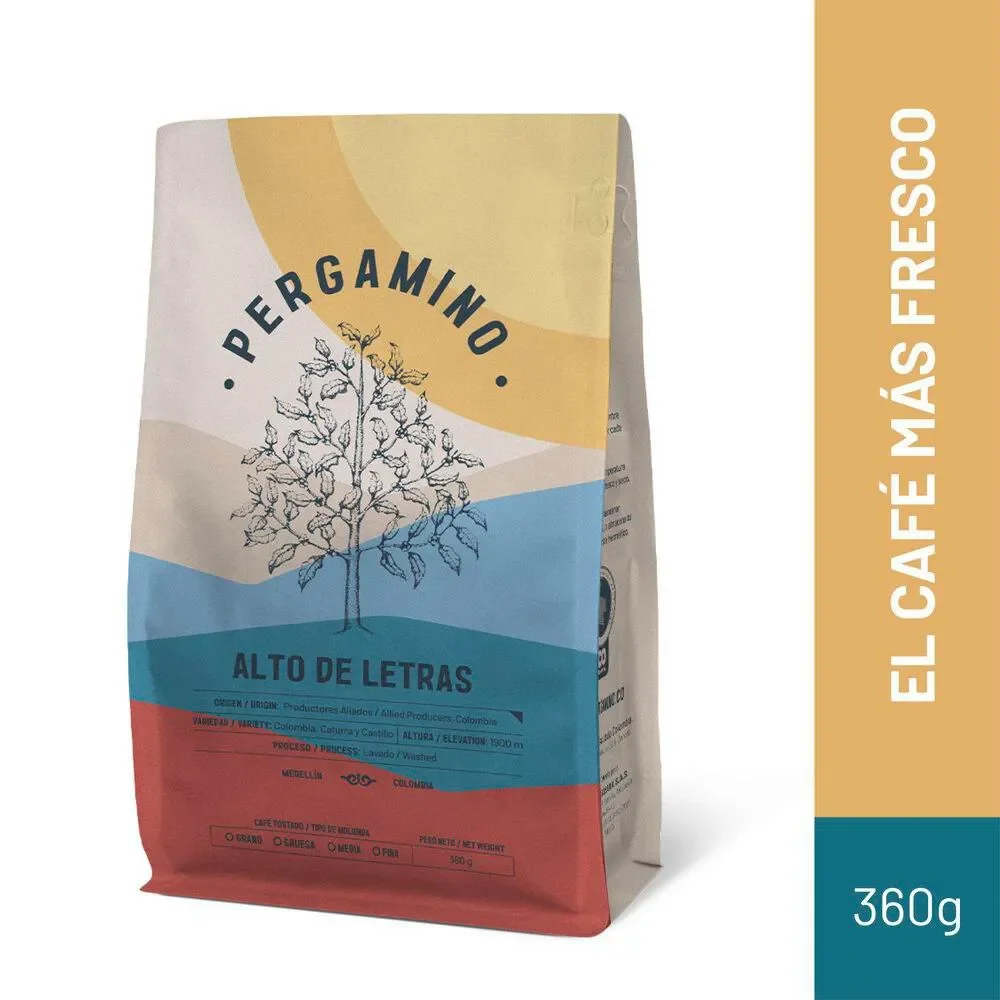 PERGAMINO
ALTO DE LETRAS
ORIGEN / ORIGIN: Productores Aliados / Allied Producers, Colombia
VARIEDAD / VARIETY: Colombia, Caturra y Castillo ALTURA / ELEVATION: 1900 m
PROCESO / PROCESS: Lavado / Washed
MEDELLÍN COLOMBIA
CAFÉ TOSTADO / TIPO DE MOLIENDA
GRANO GRUESA MEDIA FINA
PESO NETO / NET WEIGHT
360 g
EL CAFÉ MÁS FRESCO
360g